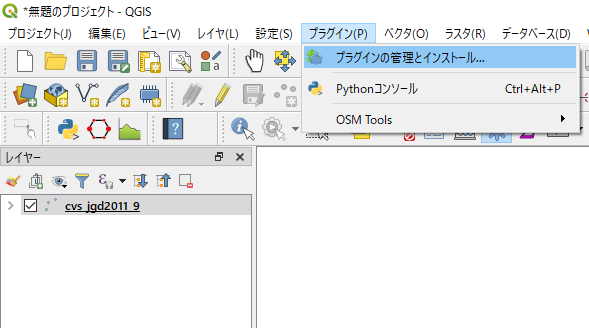 *無題のプロジェクト - QGIS
プロジェクト(J) 編集(E) ビュー(V) レイヤ(L) 設定(S) プラグイン(P) ベクタ(O) ラスタ(R) データベース(D)
プラグインの管理とインストール...
Pythonコンソール Ctrl+Alt+P
OSM Tools
レイヤー
cvs_jgd2011_9